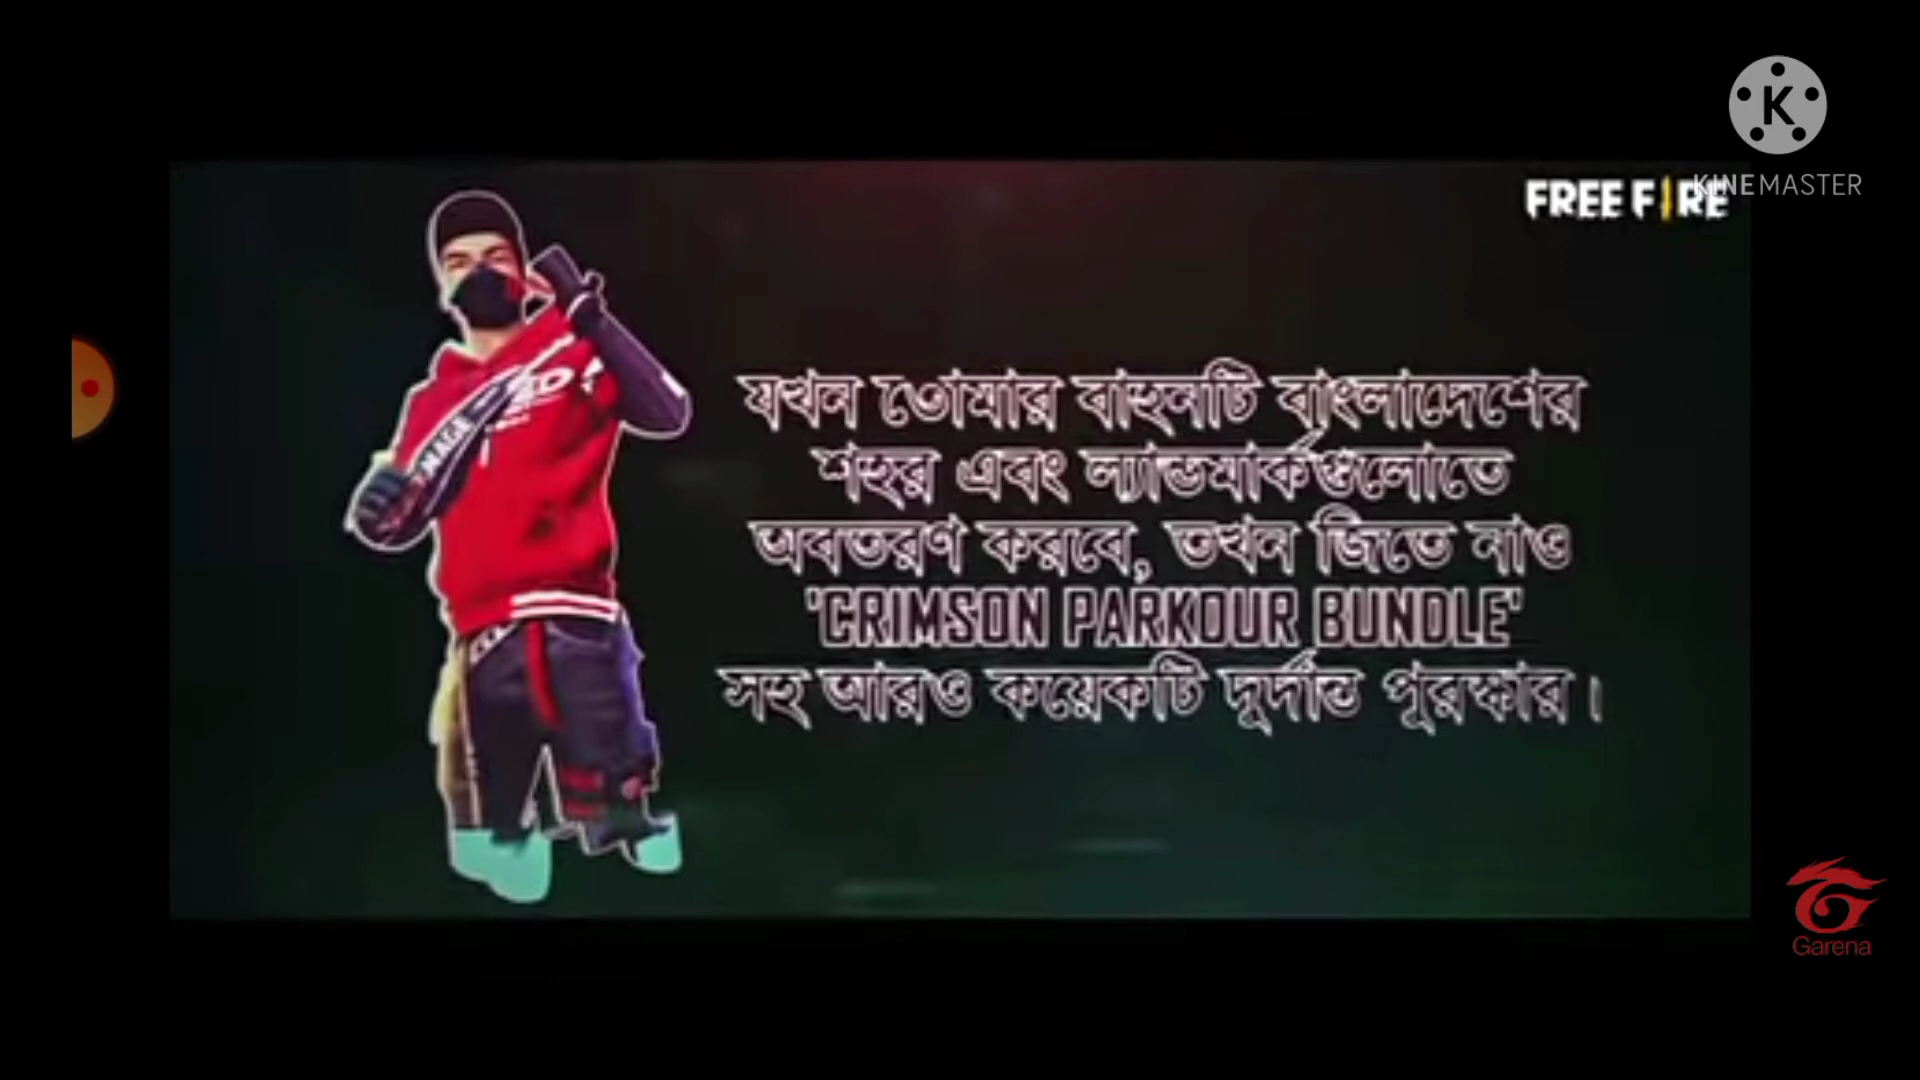 KINEMASTER
FREE FIRE
যখন তোমার বাহনটি বাংলাদেশের
শহর এবং ল্যান্ডমার্কগুলোতে
অবতরণ করবে, তখন জিতে নাও
'CRIMSON PARKOUR BUNDLE'
সহ আরও কয়েকটি দূর্দান্ত পূরস্কার।
Garena